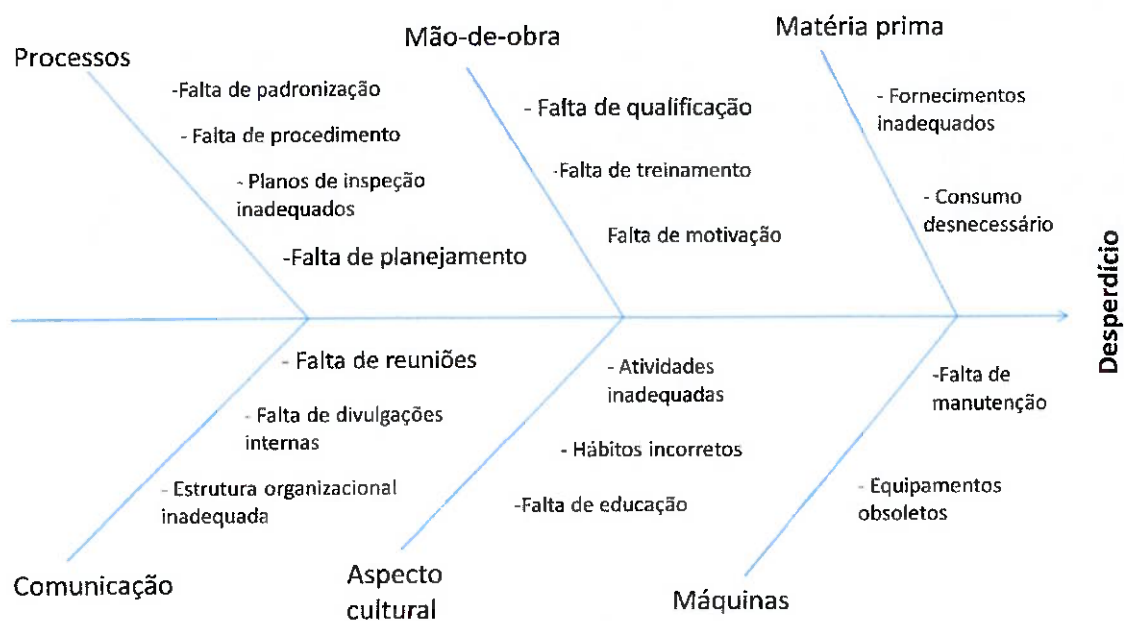 Processos
-Falta de padronização
- Falta de procedimento
- Planos de inspeção
inadequados
-Falta de planejamento
Mão-de-obra
- Falta de qualificação
-Falta de treinamento
Falta de motivação
Matéria prima
- Fornecimentos
inadequados
- Consumo
desnecessário
Desperdício
- Falta de reuniões
- Falta de divulgações
internas
- Estrutura organizacional
inadequada
Comunicação
- Atividades
inadequadas
- Hábitos incorretos
-Falta de educação
Aspecto
cultural
-Falta de
manutenção
- Equipamentos
obsoletos
Máquinas